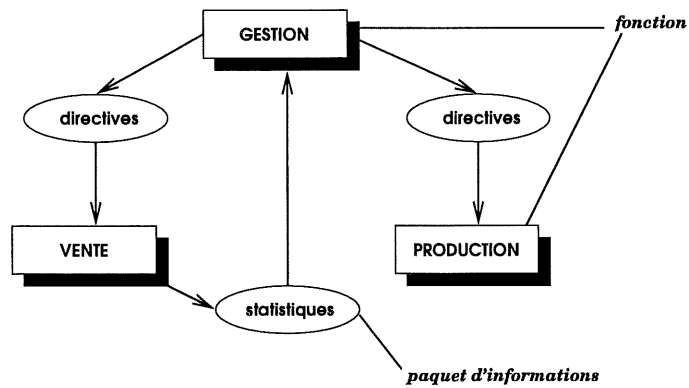 GESTION
fonction
directives
directives
VENTE
PRODUCTION
statistiques
paquet d'informations